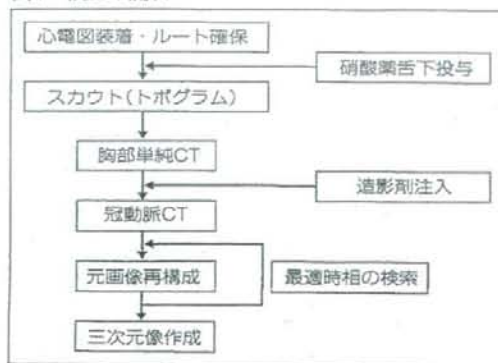 心電図装着・ルート確保
硝酸薬舌下投与
スカウト(トポグラム)
胸部単純CT
造影剤注入
冠動脈CT
元画像再構成
最適時相の検索
三次元像作成